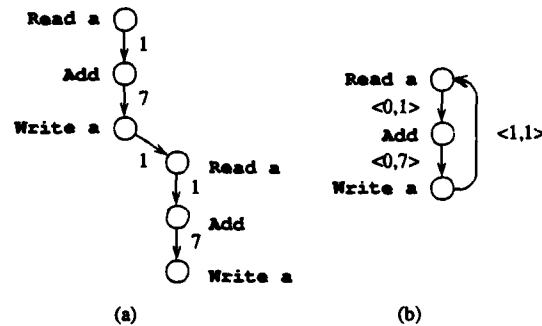 Read a
1
Add
7
Write a
1
Read a
1
Add
7
Write a
(a)
Read a
<0,1>
Add
<0,7>
Write a
<1,1>
(b)